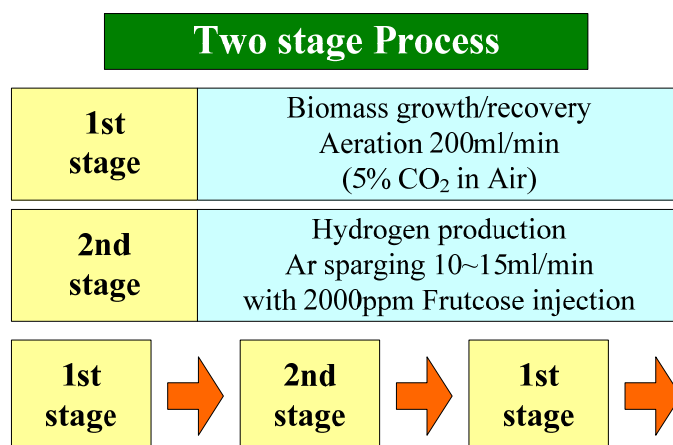 Two stage Process
1st
stage
Biomass growth/recovery
Aeration 200ml/min
(5% CO₂ in Air)
2nd
stage
Hydrogen production
Ar sparging 10~15ml/min
with 2000ppm Frutcose injection
1st
stage
2nd
stage
1st
stage